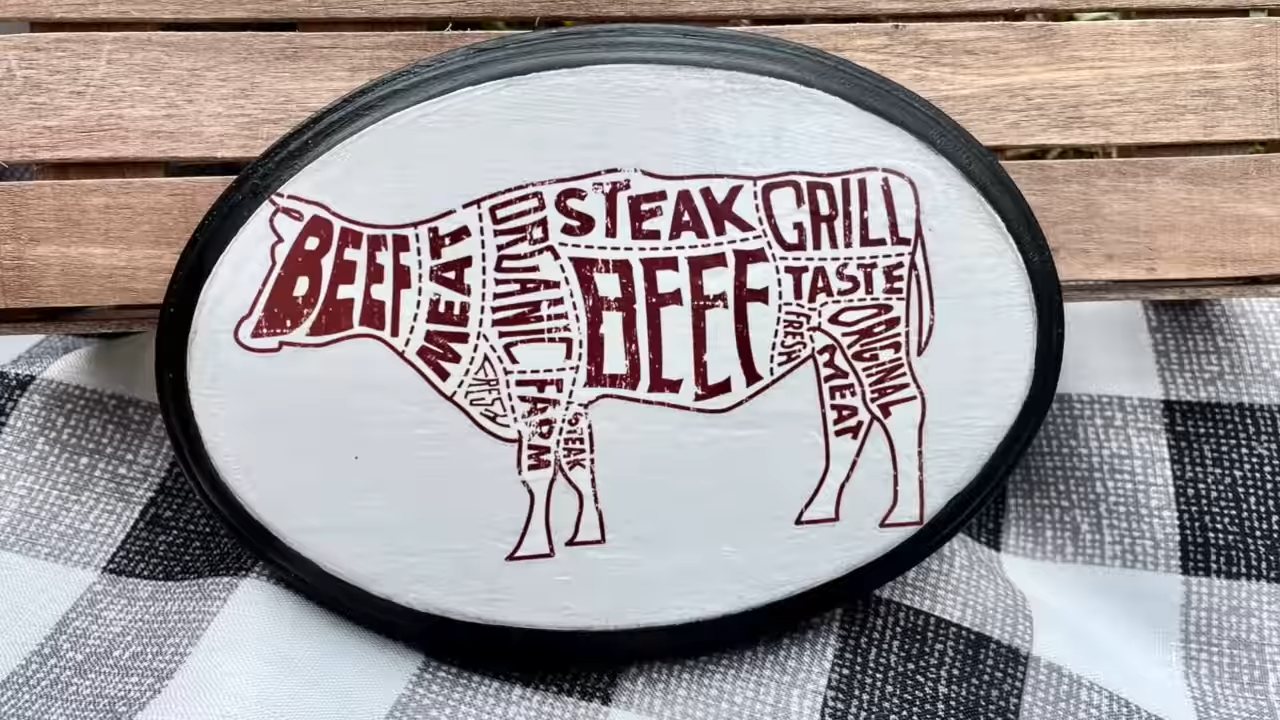 BEEF
MEAT
ORGANIC
FARM
FRESH
STEAK
STEAK
BEEF
GRILL
TASTE
FRESH
ORIGINAL
MEAT